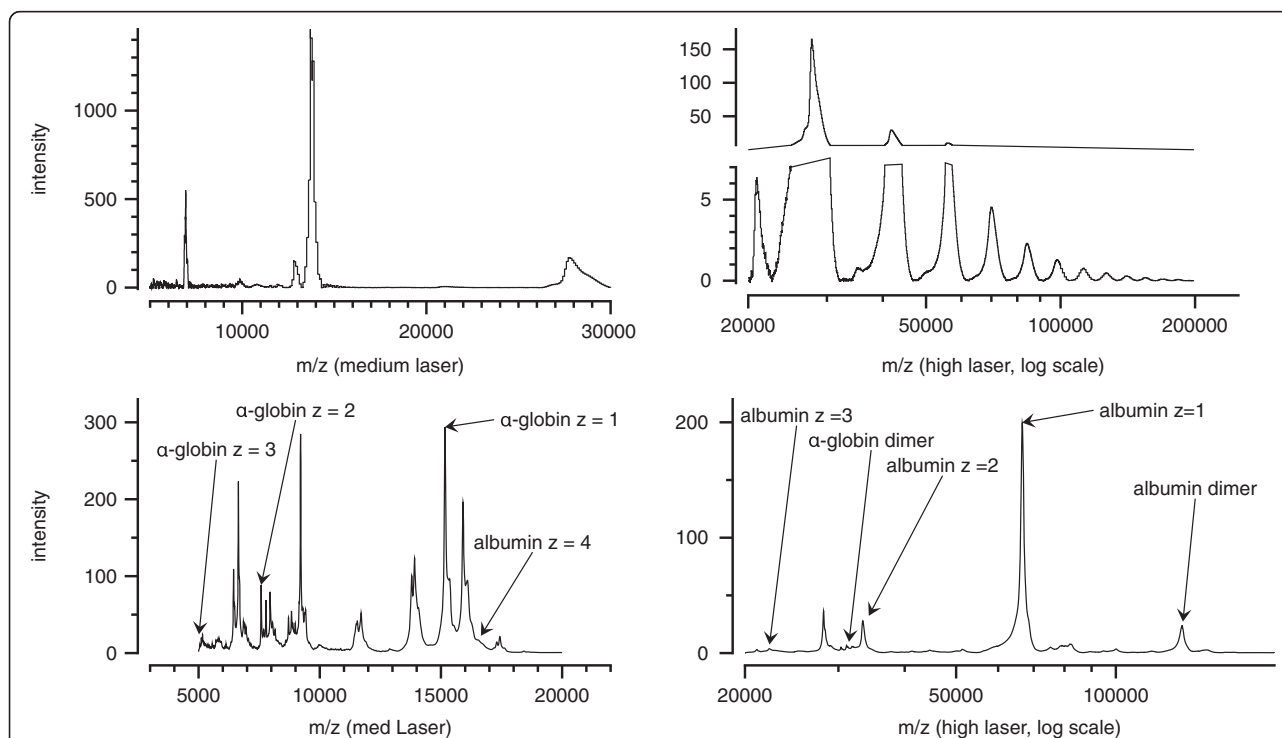 intensity
1000
500
0
10000 20000 30000
m/z (medium laser)
150
100
50
5
0
20000 50000 100000 200000
m/z (high laser, log scale)
intensity
300
200
100
0
α-globin z = 2
α-globin z = 3
α-globin z = 1
albumin z = 4
5000 10000 15000 20000
m/z (med Laser)
200
100
0
albumin z =3
α-globin dimer
albumin z =2
albumin z=1
albumin dimer
20000 50000 100000
m/z (high laser, log scale)